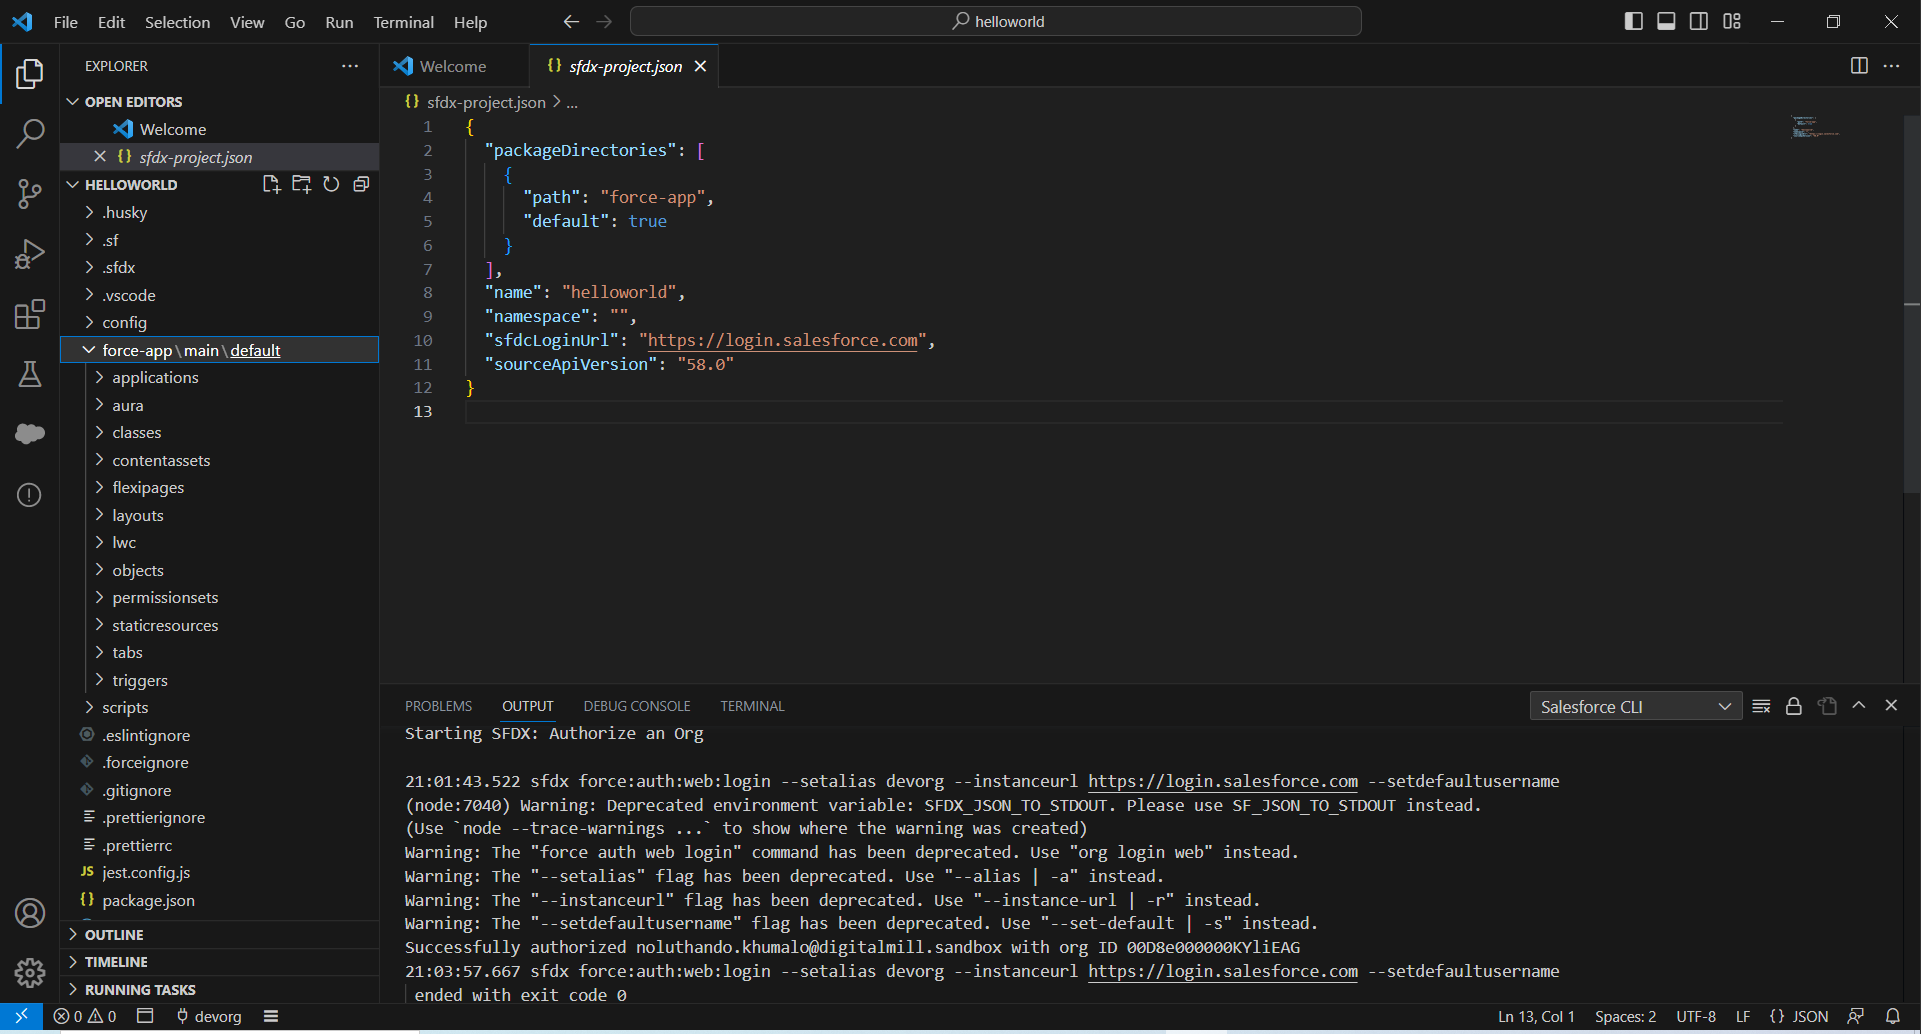 File Edit Selection View Go Run Terminal Help
helloworld
EXPLORER
OPEN EDITORS
Welcome
sfdx-project.json
HELLOWORLD
.husky
.sf
.sfdx
.vscode
config
force-app\main\default
applications
aura
classes
contentassets
flexipages
layouts
lwc
objects
permissionsets
staticresources
tabs
triggers
scripts
.eslintignore
.forceignore
.gitignore
.prettierignore
.prettierrc
JS jest.config.js
{} package.json
OUTLINE
TIMELINE
RUNNING TASKS
Welcome
{} sfdx-project.json
{} sfdx-project.json > ...
1 {
2 "packageDirectories": [
3 {
4 "path": "force-app",
5 "default": true
6 }
7 ],
8 "name": "helloworld",
9 "namespace": "",
10 "sfdcLoginUrl": "https://login.salesforce.com",
11 "sourceApiVersion": "58.0"
12 }
13
PROBLEMS OUTPUT DEBUG CONSOLE TERMINAL
Salesforce CLI
Starting SFDX: Authorize an Org
21:01:43.522 sfdx force:auth:web:login --setalias devorg --instanceurl https://login.salesforce.com --setdefaultusername
(node:7040) Warning: Deprecated environment variable: SFDX_JSON_TO_STDOUT. Please use SF_JSON_TO_STDOUT instead.
(Use `node --trace-warnings ...` to show where the warning was created)
Warning: The "force auth web login" command has been deprecated. Use "org login web" instead.
Warning: The "--setalias" flag has been deprecated. Use "--alias | -a" instead.
Warning: The "--instanceurl" flag has been deprecated. Use "--instance-url | -r" instead.
Warning: The "--setdefaultusername" flag has been deprecated. Use "--set-default | -s" instead.
Successfully authorized noluthando.khumalo@digitalmill.sandbox with org ID 00D8e000000KYliEAG
21:03:57.667 sfdx force:auth:web:login --setalias devorg --instanceurl https://login.salesforce.com --setdefaultusername
ended with exit code 0
0 0 devorg
Ln 13, Col 1 Spaces: 2 UTF-8 LF {} JSON